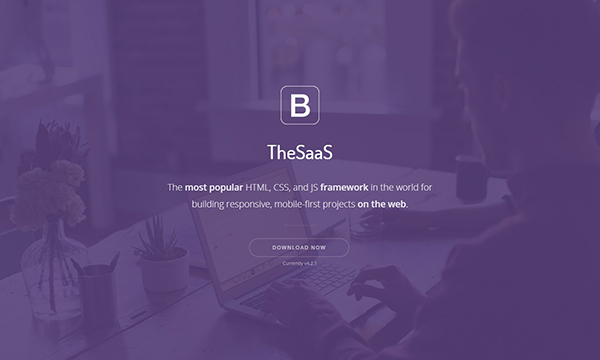 B
TheSaaS
The most popular HTML, CSS, and JS framework in the world for
building responsive, mobile-first projects on the web.
DOWNLOAD NOW
Currently v4.2.1